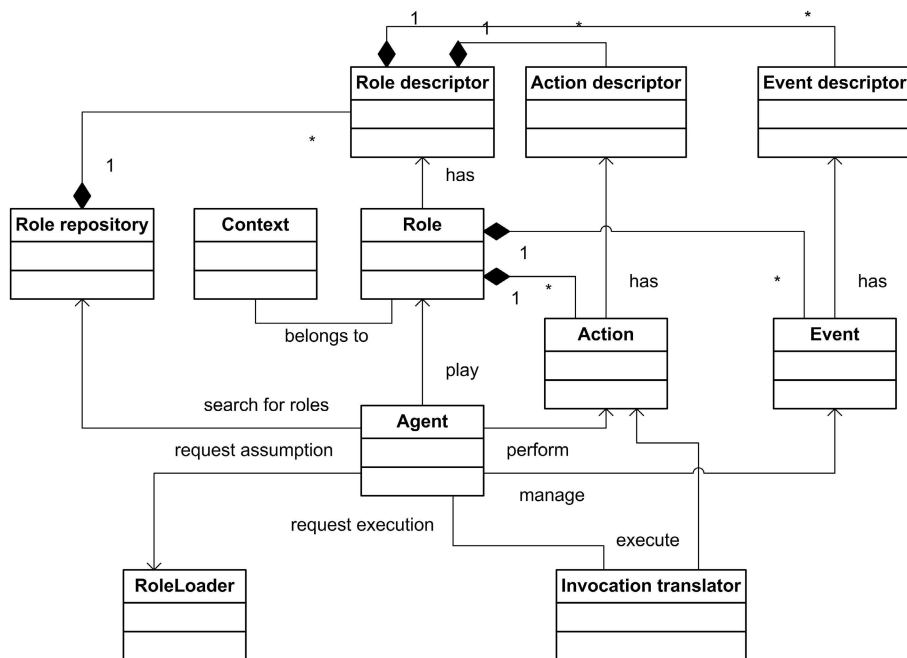 1
*
1
*
Role descriptor
Action descriptor
Event descriptor
*
1
has
Role repository
Context
Role
1
has
*
has
1
*
belongs to
Action
Event
play
search for roles
Agent
request assumption
perform
manage
request execution
execute
RoleLoader
Invocation translator